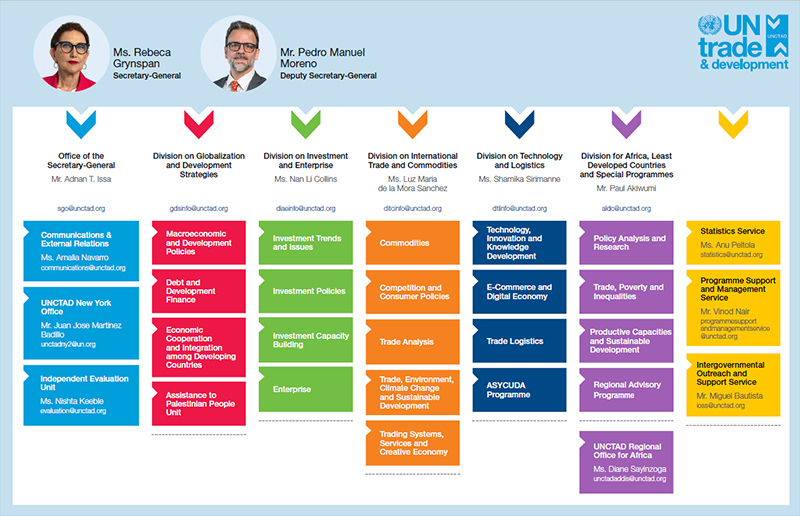 Ms. Rebeca
Grynspan
Secretary-General
Mr. Pedro Manuel
Moreno
Deputy Secretary-General
UN
trade
& development
UNCTAD
Office of the
Secretary-General
Mr. Adnan T. Issa
sgo@unctad.org
Communications &
External Relations
Ms. Amalia Navarro
communications@unctad.org
UNCTAD New York
Office
Mr. Juan Jose Martinez
Badillo
unctadny2@un.org
Independent Evaluation
Unit
Ms. Nishta Keeble
evaluation@unctad.org
Division on Globalization
and Development
Strategies
gdsinfo@unctad.org
Macroeconomic
and Development
Policies
Debt and
Development
Finance
Economic
Cooperation
and Integration
among Developing
Countries
Assistance to
Palestinian People
Unit
Division on Investment
and Enterprise
Ms. Nan Li Collins
diaeinfo@unctad.org
Investment Trends
and Issues
Investment Policies
Investment Capacity
Building
Enterprise
Division on International
Trade and Commodities
Ms. Luz Maria
de la Mora Sanchez
ditcinfo@unctad.org
Commodities
Competition and
Consumer Policies
Trade Analysis
Trade, Environment,
Climate Change
and Sustainable
Development
Trading Systems,
Services and
Creative Economy
Division on Technology
and Logistics
Ms. Shamika Sirimanne
dtlinfo@unctad.org
Technology,
Innovation and
Knowledge
Development
E-Commerce and
Digital Economy
Trade Logistics
ASYCUDA
Programme
Division for Africa, Least
Developed Countries
and Special Programmes
Mr. Paul Akiwumi
aldc@unctad.org
Policy Analysis and
Research
Trade, Poverty and
Inequalities
Productive Capacities
and Sustainable
Development
Regional Advisory
Programme
UNCTAD Regional
Office for Africa
Ms. Diane Sayinzoga
unctadaddis@unctad.org
Statistics Service
Ms. Anu Peltola
statistics@unctad.org
Programme Support
and Management
Service
Mr. Vinod Nair
programmesupport
andmanagementservice
@unctad.org
Intergovernmental
Outreach and
Support Service
Mr. Miguel Bautista
ioss@unctad.org